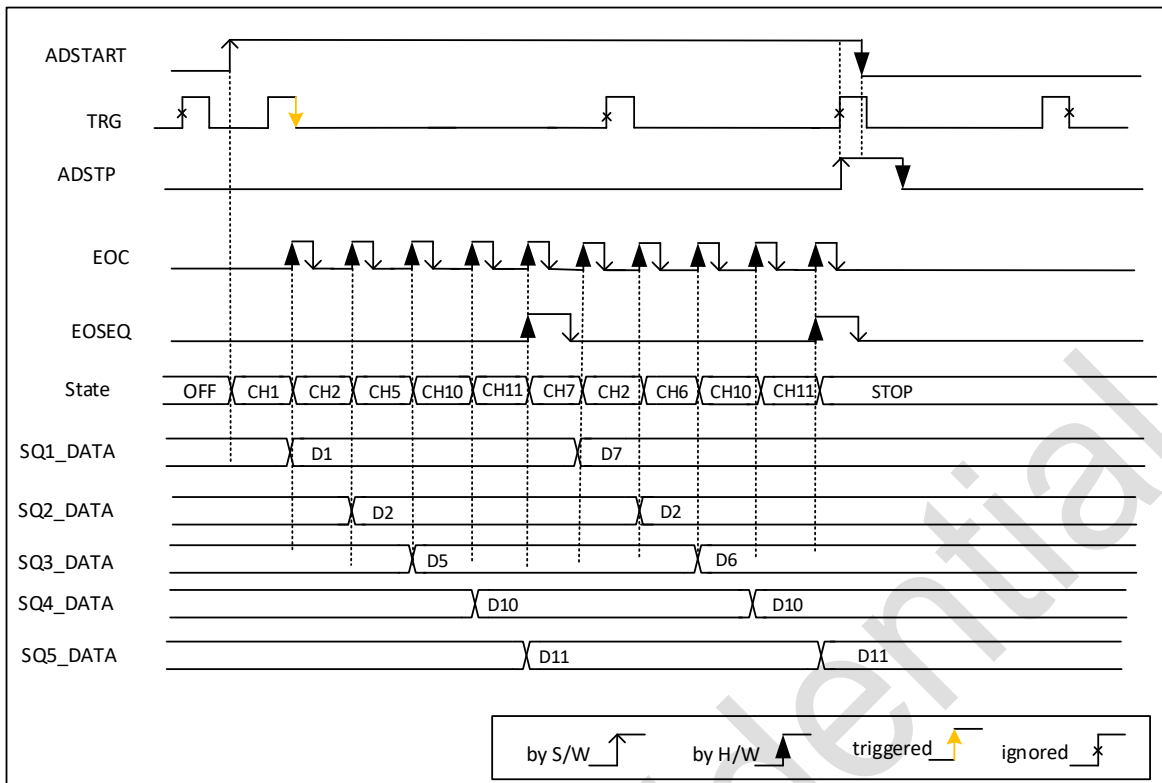 ADSTART
TRG
ADSTP
EOC
EOSEQ
State OFF CH1 CH2 CH5 CH10 CH11 CH7 CH2 CH6 CH10 CH11 STOP
SQ1_DATA D1 D7
SQ2_DATA D2 D2
SQ3_DATA D5 D6
SQ4_DATA D10 D10
SQ5_DATA D11 D11
by S/W by H/W triggered ignored